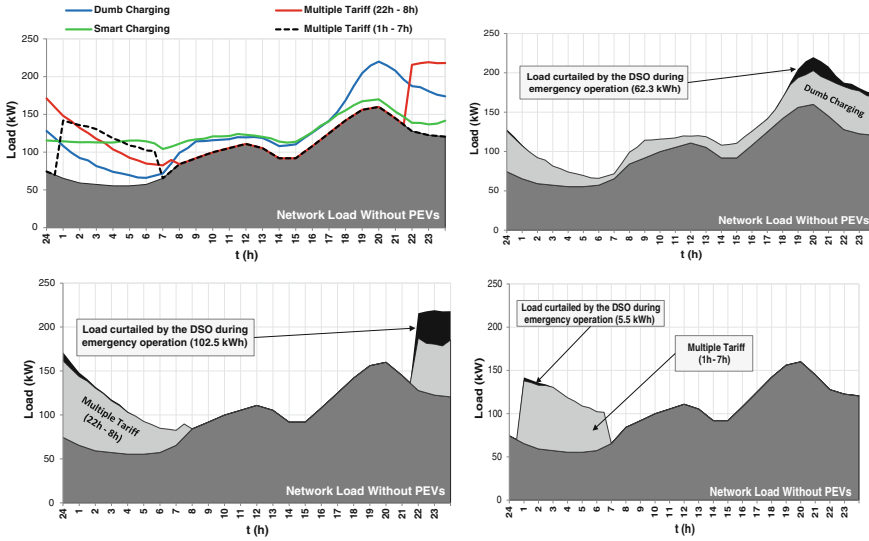 Dumb Charging
Multiple Tariff (22h - 8h)
Smart Charging
Multiple Tariff (1h - 7h)
250
200
150
100
50
0
Load (kW)
Network Load Without PEVs
24 1 2 3 4 5 6 7 8 9 10 11 12 13 14 15 16 17 18 19 20 21 22 23
t (h)
250
200
150
100
50
0
Load (kW)
Load curtailed by the DSO during
emergency operation (62.3 kWh)
Dumb Charging
Network Load Without PEVs
24 1 2 3 4 5 6 7 8 9 10 11 12 13 14 15 16 17 18 19 20 21 22 23
t (h)
250
200
150
100
50
0
Load (kW)
Load curtailed by the DSO during
emergency operation (102.5 kWh)
Multiple Tariff
(22h - 8h)
Network Load Without PEVs
24 1 2 3 4 5 6 7 8 9 10 11 12 13 14 15 16 17 18 19 20 21 22 23
t (h)
250
200
150
100
50
0
Load (kW)
Load curtailed by the DSO during
emergency operation (5.5 kWh)
Multiple Tariff
(1h-7h)
Network Load Without PEVs
24 1 2 3 4 5 6 7 8 9 10 11 12 13 14 15 16 17 18 19 20 21 22 23
t (h)